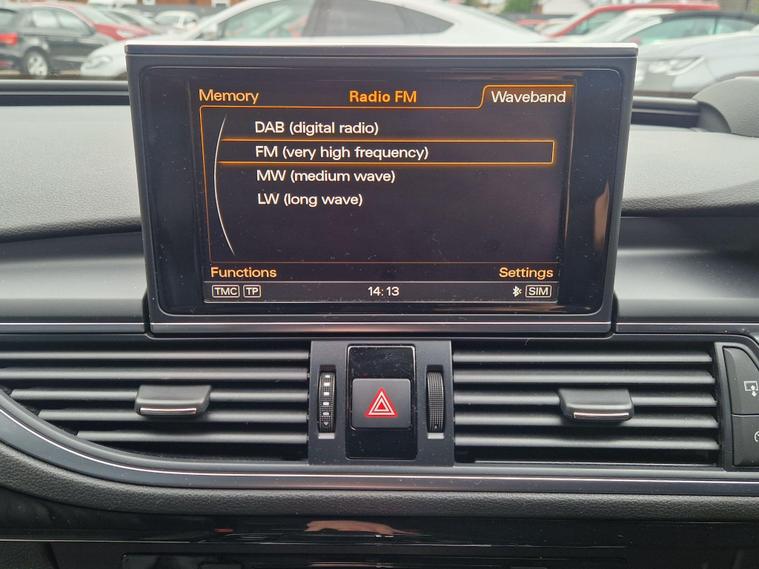 Memory Radio FM Waveband
DAB (digital radio)
FM (very high frequency)
MW (medium wave)
LW (long wave)
Functions Settings
TMC TP 14:13 SIM